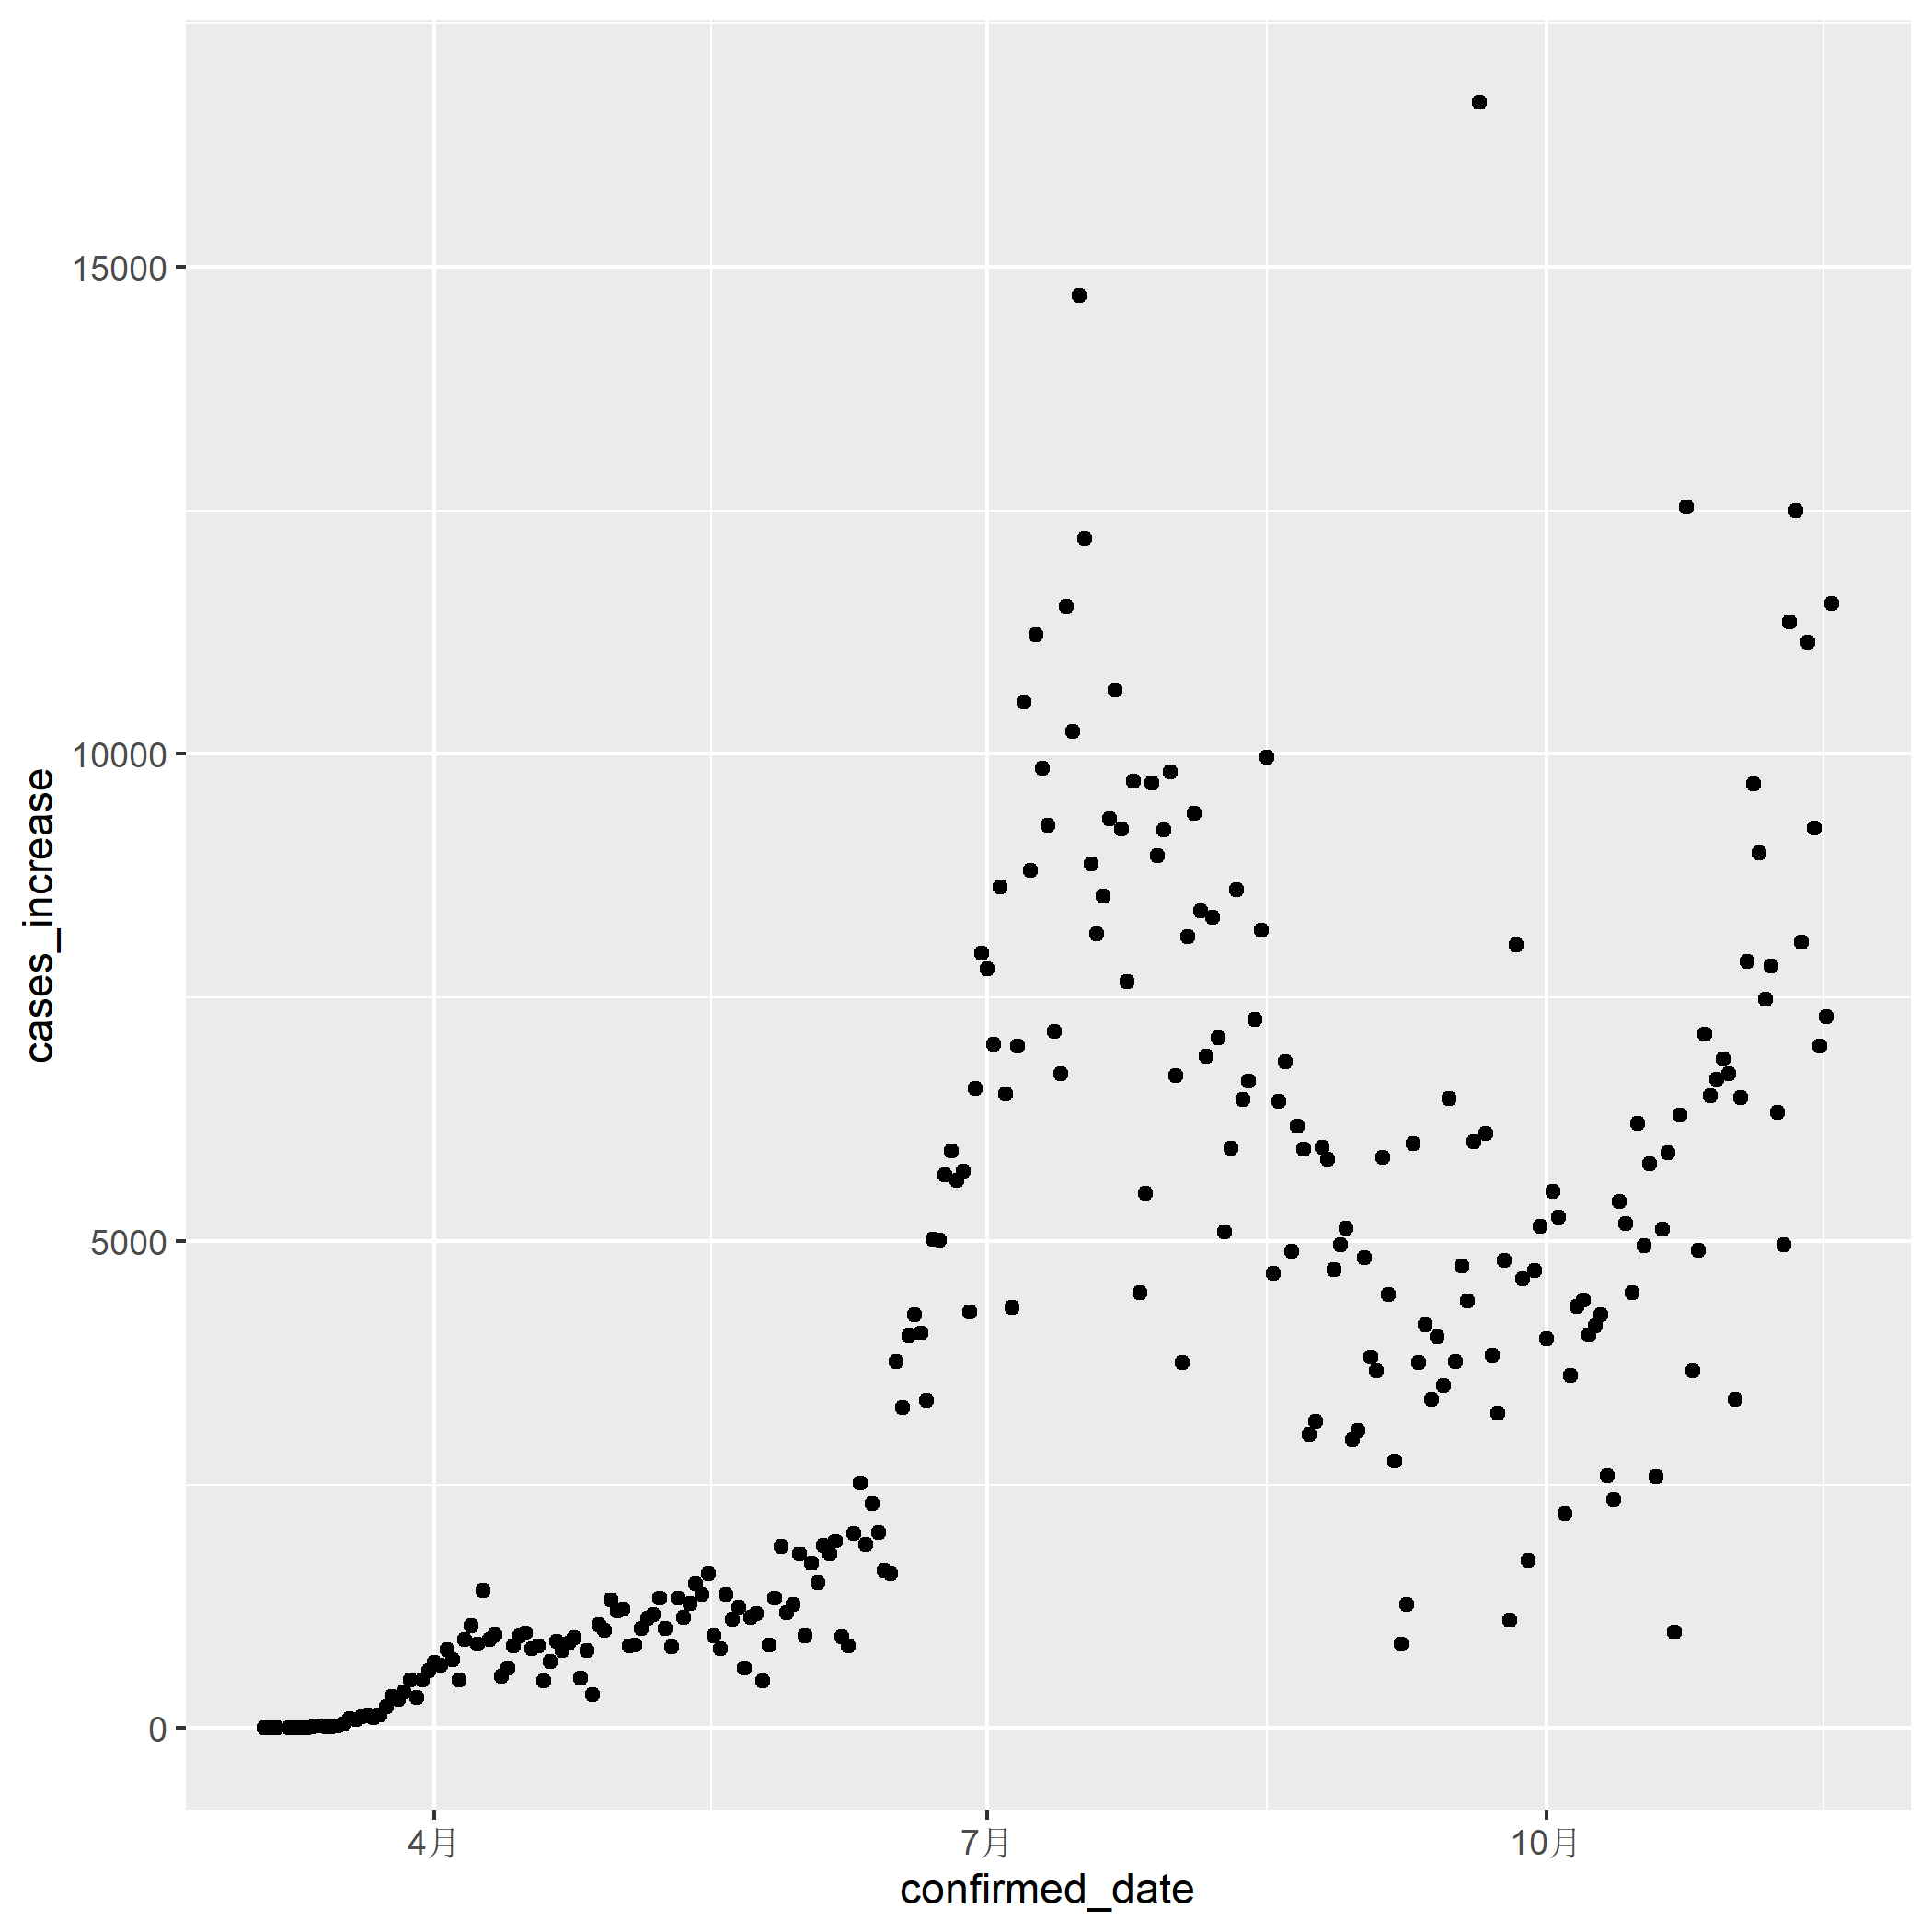 cases_increase
15000
10000
5000
0
4月
7月
10月
confirmed_date